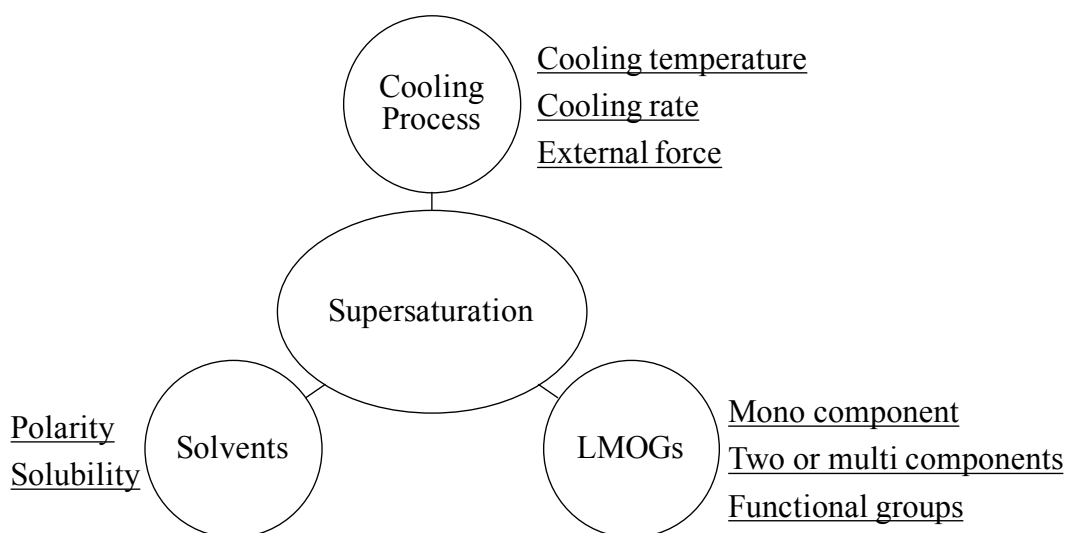 Cooling
Process
Cooling temperature
Cooling rate
External force
Supersaturation
Polarity
Solubility
Solvents
LMOGs
Mono component
Two or multi components
Functional groups